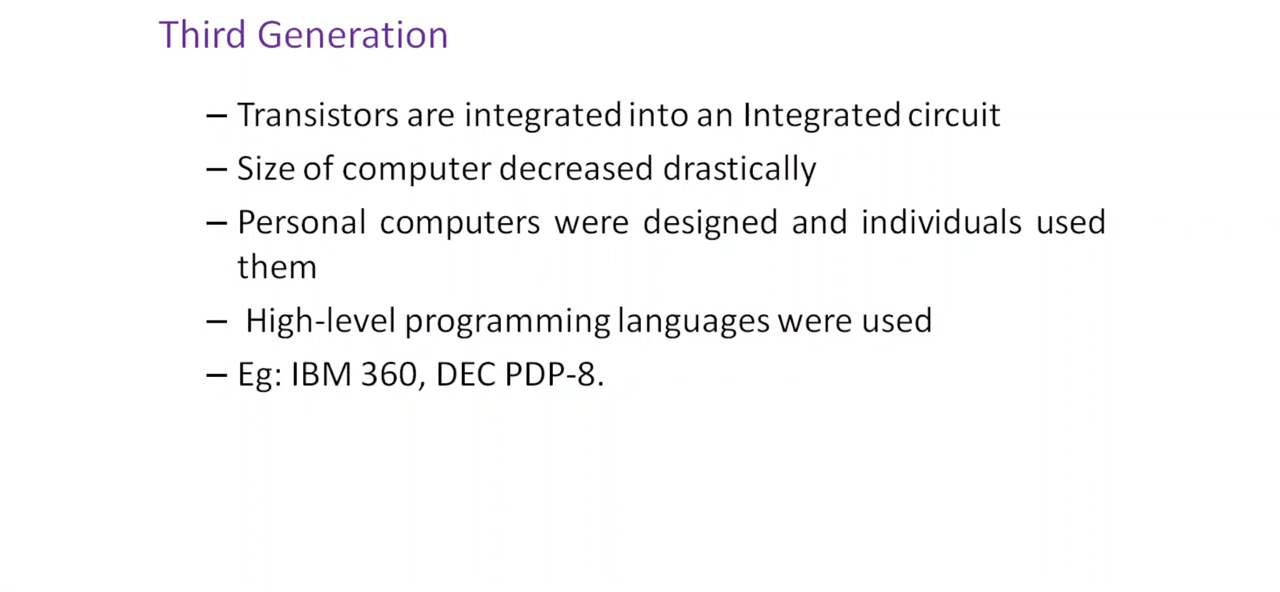 Third Generation
– Transistors are integrated into an Integrated circuit
– Size of computer decreased drastically
– Personal computers were designed and individuals used
them
– High-level programming languages were used
– Eg: IBM 360, DEC PDP-8.